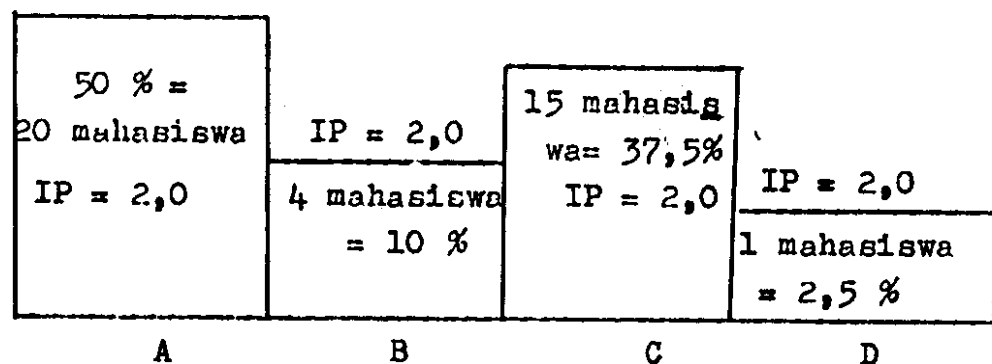 50 % =
20 mahasiswa
IP = 2,0
IP = 2,0
4 mahasiswa
= 10 %
15 mahasis
wa= 37,5%
IP = 2,0
IP = 2,0
1 mahasiswa
= 2,5 %
A B C D